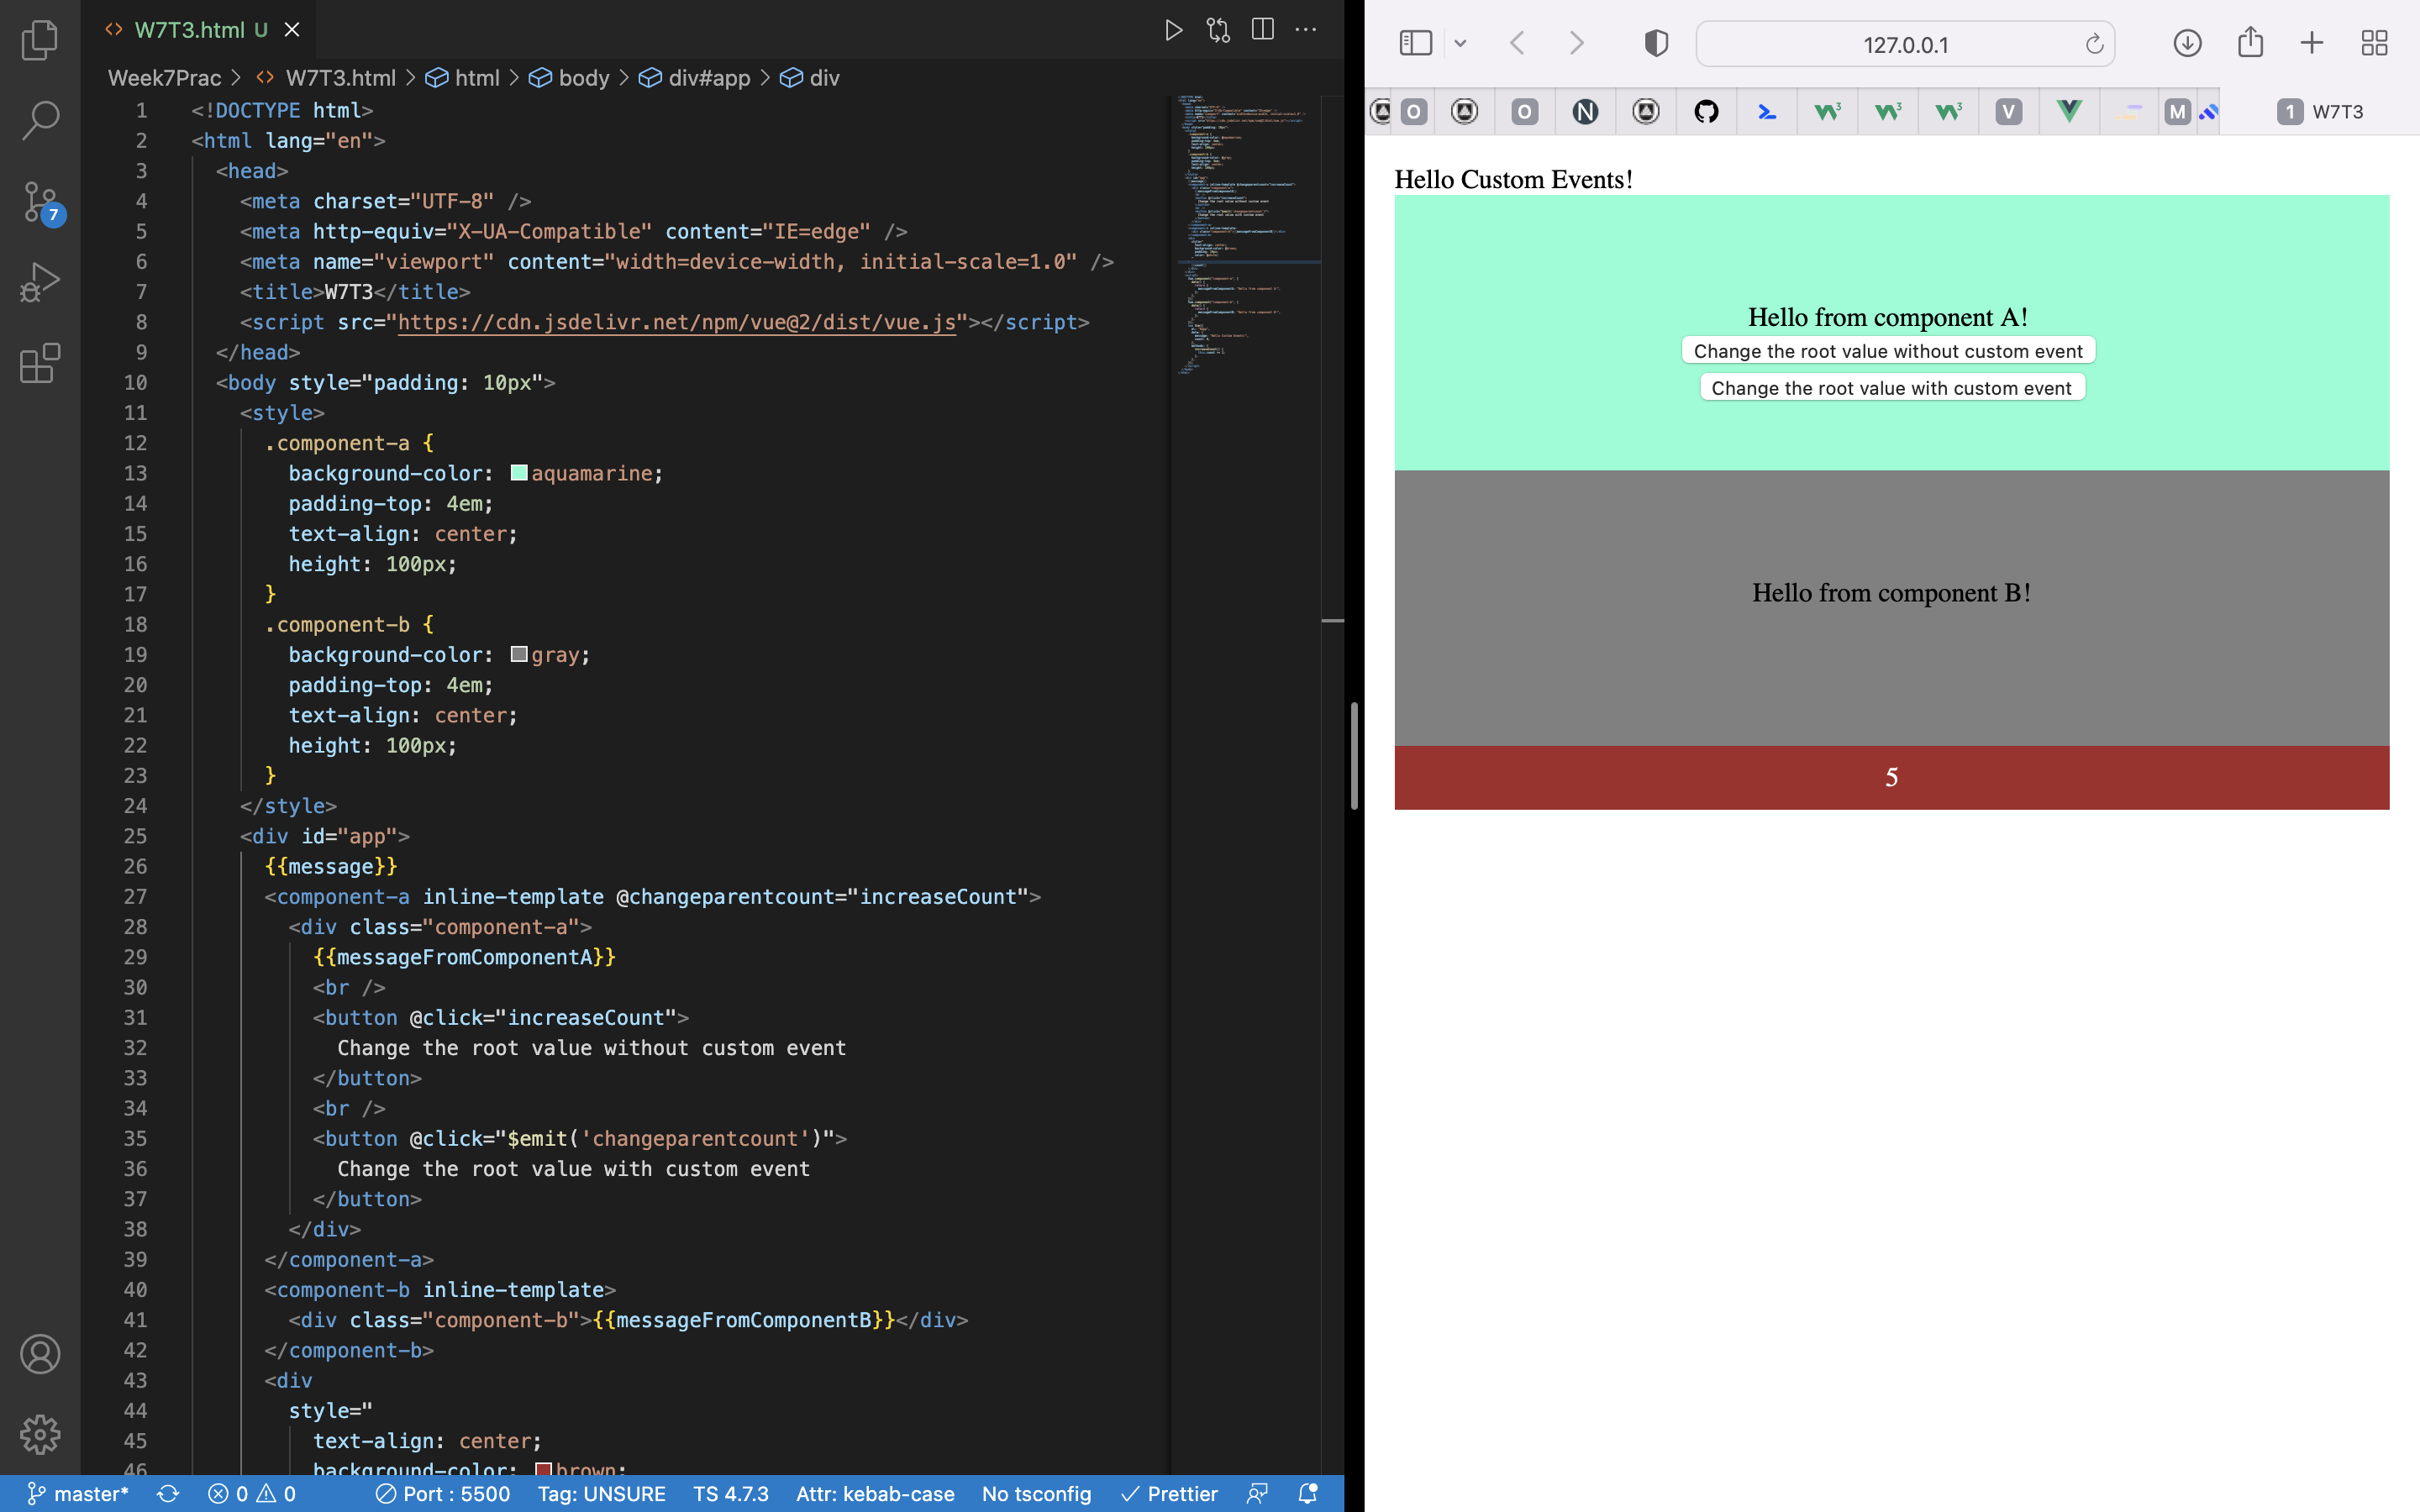 W7T3.html U
Week7Prac > W7T3.html > html > body > div#app > div
1 <!DOCTYPE html>
2 <html lang="en">
3 <head>
4 <meta charset="UTF-8" />
5 <meta http-equiv="X-UA-Compatible" content="IE=edge" />
6 <meta name="viewport" content="width=device-width, initial-scale=1.0" />
7 <title>W7T3</title>
8 <script src="https://cdn.jsdelivr.net/npm/vue@2/dist/vue.js"></script>
9 </head>
10 <body style="padding: 10px">
11 <style>
12 .component-a {
13 background-color: aquamarine;
14 padding-top: 4em;
15 text-align: center;
16 height: 100px;
17 }
18 .component-b {
19 background-color: gray;
20 padding-top: 4em;
21 text-align: center;
22 height: 100px;
23 }
24 </style>
25 <div id="app">
26 {{message}}
27 <component-a inline-template @changeparentcount="increaseCount">
28 <div class="component-a">
29 {{messageFromComponentA}}
30 <br />
31 <button @click="increaseCount">
32 Change the root value without custom event
33 </button>
34 <br />
35 <button @click="$emit('changeparentcount')">
36 Change the root value with custom event
37 </button>
38 </div>
39 </component-a>
40 <component-b inline-template>
41 <div class="component-b">{{messageFromComponentB}}</div>
42 </component-b>
43 <div
44 style="
45 text-align: center;
46 background-color: brown;
7
master* 0 0 Port : 5500 Tag: UNSURE TS 4.7.3 Attr: kebab-case No tsconfig Prettier
127.0.0.1
O O N W3 W3 W3 V M 1 W7T3
Hello Custom Events!
Hello from component A!
Change the root value without custom event
Change the root value with custom event
Hello from component B!
5